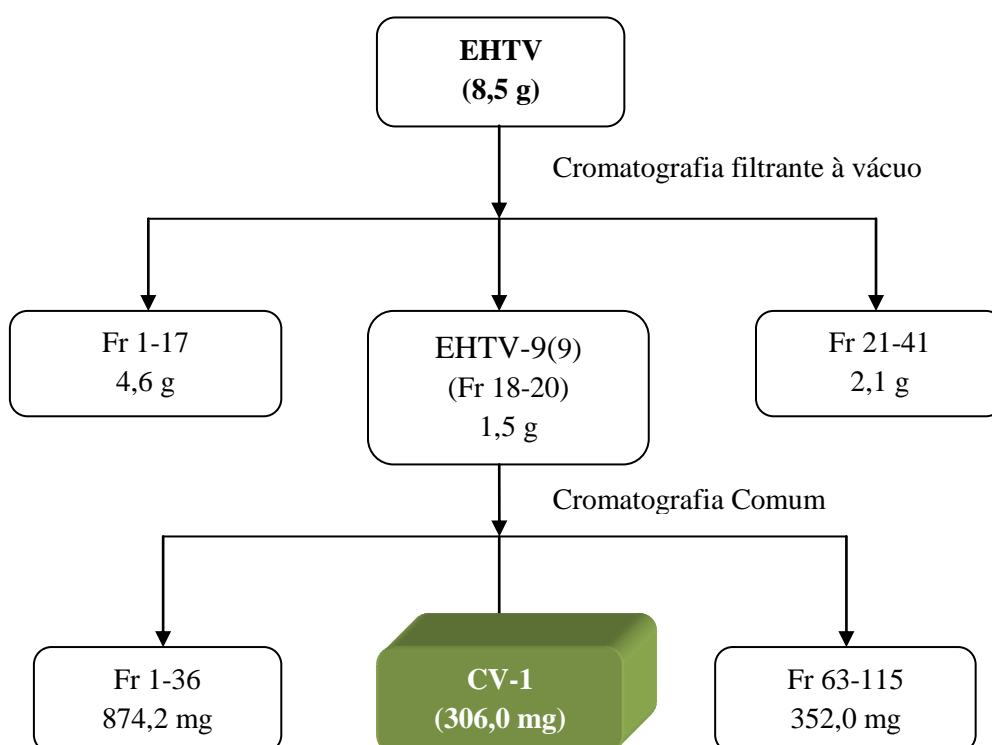 EHTV
(8,5 g)
Cromatografia filtrante à vácuo
Fr 1-17
4,6 g
EHTV-9(9)
(Fr 18-20)
1,5 g
Fr 21-41
2,1 g
Cromatografia Comum
Fr 1-36
874,2 mg
CV-1
(306,0 mg)
Fr 63-115
352,0 mg